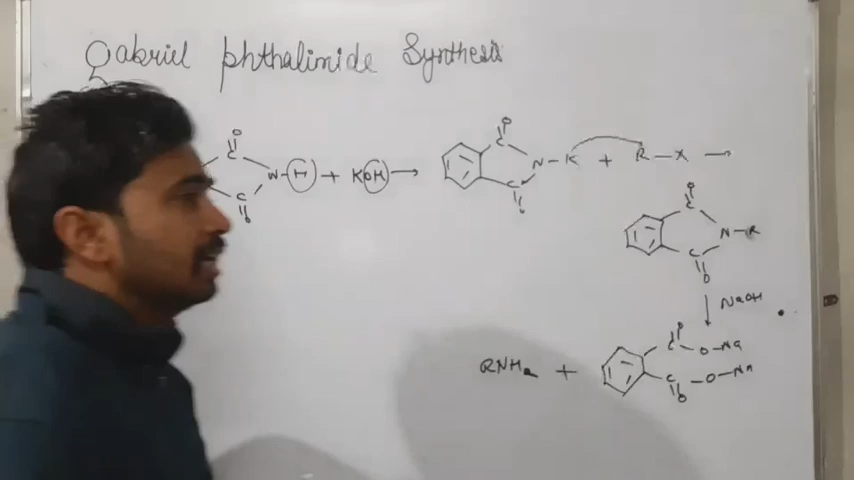 Gabriel phthalimide Synthesis
O C N-H C O + KOH → O C N-K C O + R-X →
O C N-R C O
NaOH
RNH2 + O C O-Na C O-Na O